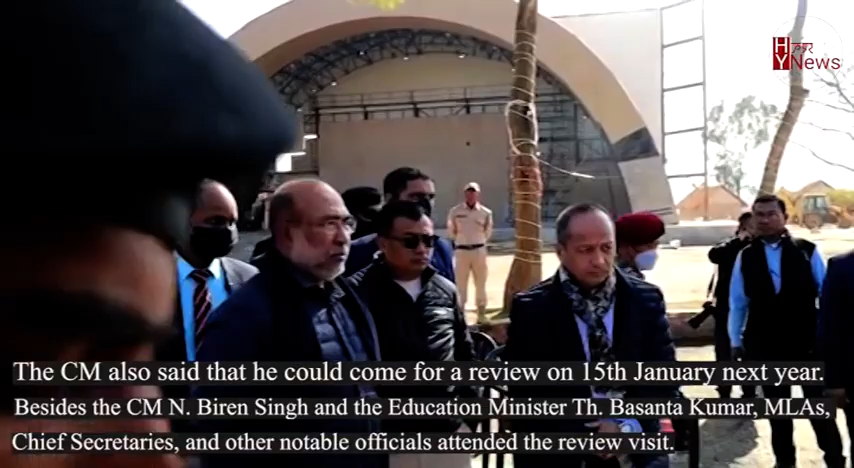 HY News
The CM also said that he could come for a review on 15th January next year.
Besides the CM N. Biren Singh and the Education Minister Th. Basanta Kumar, MLAs,
Chief Secretaries, and other notable officials attended the review visit.